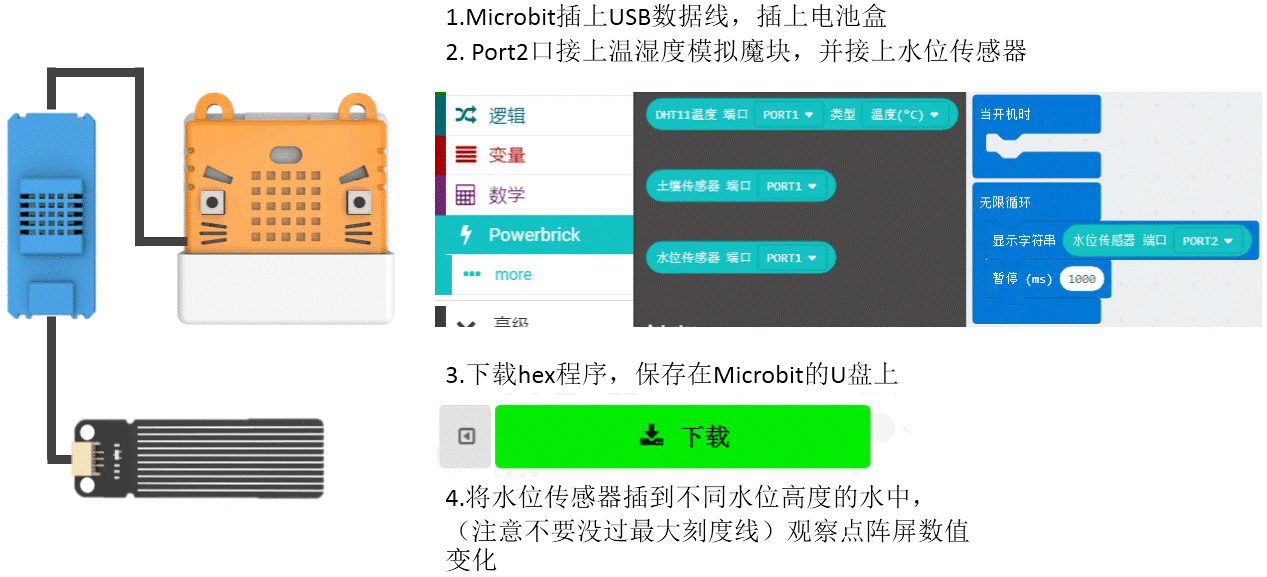 1.Microbit插上USB数据线，插上电池盒
2. Port2口接上温湿度模拟魔块，并接上水位传感器
逻辑
变量
数学
Powerbrick
more
高级
DHT11温度 端口 PORT1 类型 温度(°C)
土壤传感器 端口 PORT1
水位传感器 端口 PORT1
当开机时
无限循环
显示字符串 水位传感器 端口 PORT2
暂停 (ms) 1000
3.下载hex程序，保存在Microbit的U盘上
下载
4.将水位传感器插到不同水位高度的水中，
（注意不要没过最大刻度线）观察点阵屏数值
变化